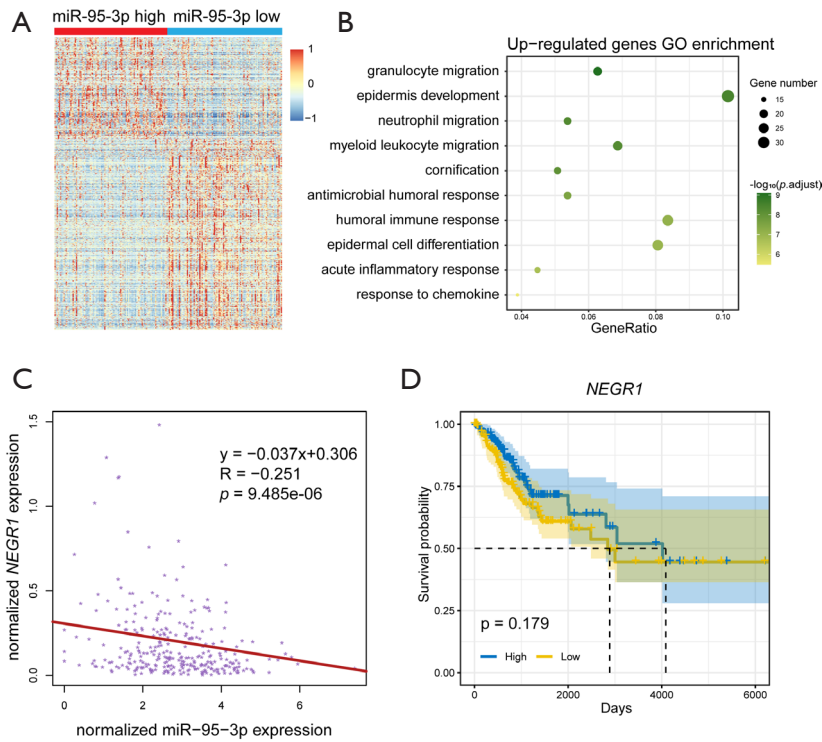 A
miR-95-3p high
miR-95-3p low
1
0
−1
B
Up−regulated genes GO enrichment
granulocyte migration
epidermis development
neutrophil migration
myeloid leukocyte migration
cornification
antimicrobial humoral response
humoral immune response
epidermal cell differentiation
acute inflammatory response
response to chemokine
0.04
0.06
0.08
0.10
GeneRatio
Gene number
15
20
25
30
-log₁₀(p.adjust)
9
8
7
6
C
normalized NEGR1 expression
1.5
1.0
0.5
0.0
y = −0.037x+0.306
R = −0.251
p = 9.485e-06
0
2
4
6
normalized miR−95−3p expression
D
NEGR1
Survival probability
1.00
0.75
0.50
0.25
0.00
p = 0.179
High
Low
0
2000
4000
6000
Days